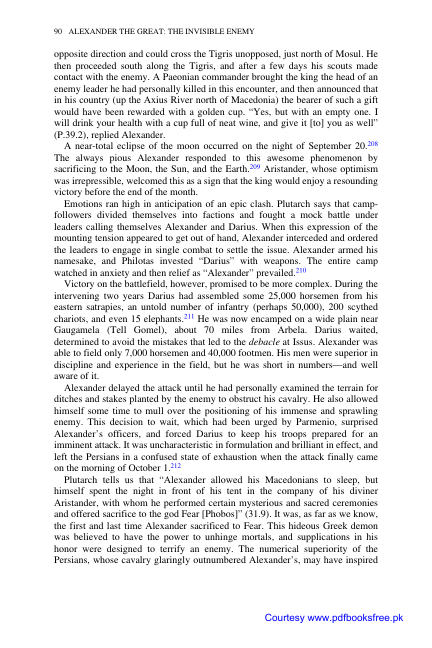 90 ALEXANDER THE GREAT: THE INVISIBLE ENEMY
opposite direction and could cross the Tigris unopposed, just north of Mosul. He
then proceeded south along the Tigris, and after a few days his scouts made
contact with the enemy. A Paeonian commander brought the king the head of an
enemy leader he had personally killed in this encounter, and then announced that
in his country (up the Axius River north of Macedonia) the bearer of such a gift
would have been rewarded with a golden cup. “Yes, but with an empty one. I
will drink your health with a cup full of neat wine, and give it [to] you as well”
(P.39.2), replied Alexander.
A near-total eclipse of the moon occurred on the night of September 20.208
The always pious Alexander responded to this awesome phenomenon by
sacrificing to the Moon, the Sun, and the Earth.209 Aristander, whose optimism
was irrepressible, welcomed this as a sign that the king would enjoy a resounding
victory before the end of the month.
Emotions ran high in anticipation of an epic clash. Plutarch says that camp-
followers divided themselves into factions and fought a mock battle under
leaders calling themselves Alexander and Darius. When this expression of the
mounting tension appeared to get out of hand, Alexander interceded and ordered
the leaders to engage in single combat to settle the issue. Alexander armed his
namesake, and Philotas invested “Darius” with weapons. The entire camp
watched in anxiety and then relief as “Alexander” prevailed.210
Victory on the battlefield, however, promised to be more complex. During the
intervening two years Darius had assembled some 25,000 horsemen from his
eastern satrapies, an untold number of infantry (perhaps 50,000), 200 scythed
chariots, and even 15 elephants.211 He was now encamped on a wide plain near
Gaugamela (Tell Gomel), about 70 miles from Arbela. Darius waited,
determined to avoid the mistakes that led to the debacle at Issus. Alexander was
able to field only 7,000 horsemen and 40,000 footmen. His men were superior in
discipline and experience in the field, but he was short in numbers—and well
aware of it.
Alexander delayed the attack until he had personally examined the terrain for
ditches and stakes planted by the enemy to obstruct his cavalry. He also allowed
himself some time to mull over the positioning of his immense and sprawling
enemy. This decision to wait, which had been urged by Parmenio, surprised
Alexander’s officers, and forced Darius to keep his troops prepared for an
imminent attack. It was uncharacteristic in formulation and brilliant in effect, and
left the Persians in a confused state of exhaustion when the attack finally came
on the morning of October 1.212
Plutarch tells us that “Alexander allowed his Macedonians to sleep, but
himself spent the night in front of his tent in the company of his diviner
Aristander, with whom he performed certain mysterious and sacred ceremonies
and offered sacrifice to the god Fear [Phobos]” (31.9). It was, as far as we know,
the first and last time Alexander sacrificed to Fear. This hideous Greek demon
was believed to have the power to unhinge mortals, and supplications in his
honor were designed to terrify an enemy. The numerical superiority of the
Persians, whose cavalry glaringly outnumbered Alexander’s, may have inspired
Courtesy www.pdfbooksfree.pk